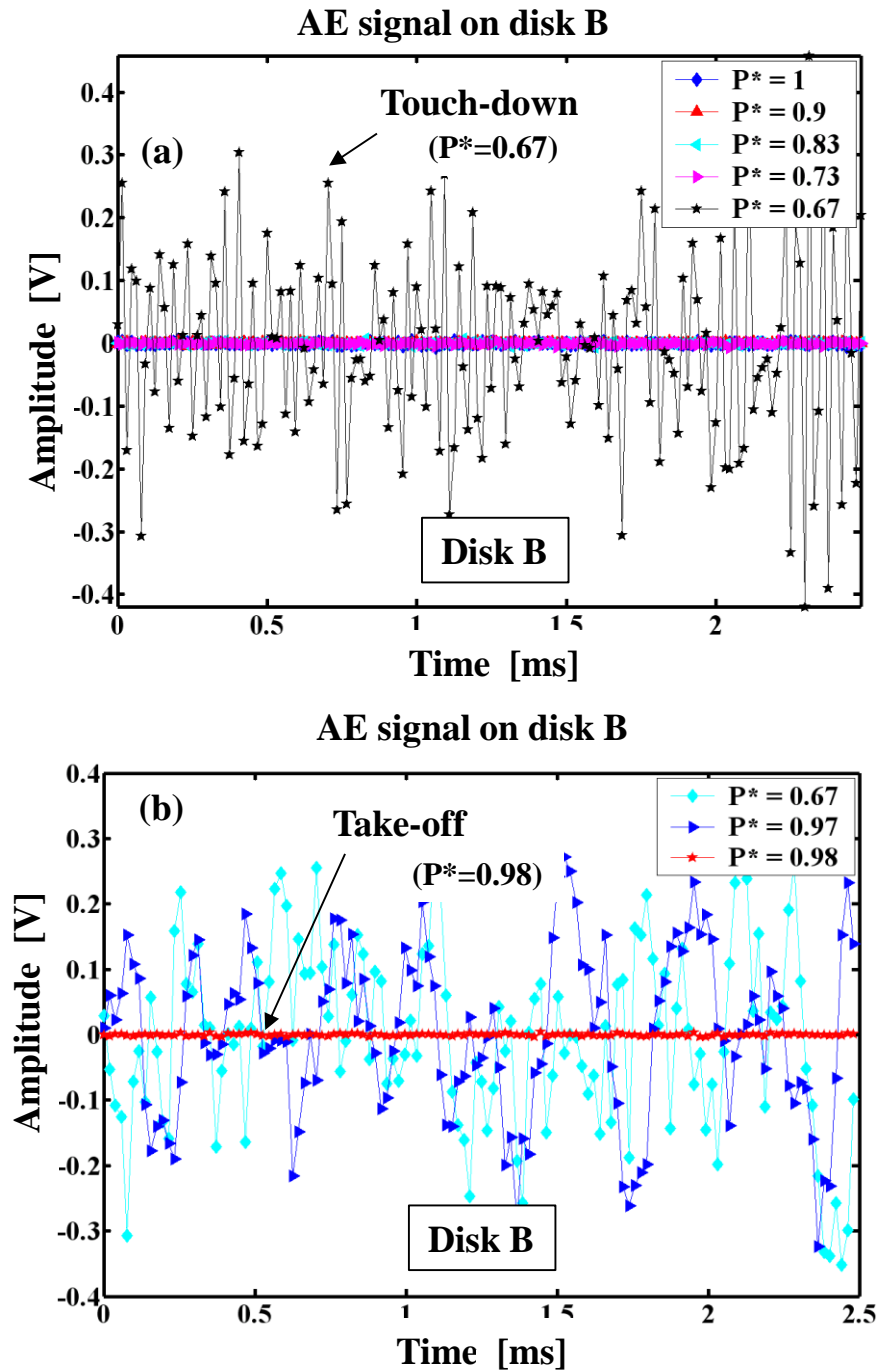 AE signal on disk B
0.4
0.3
0.2
0.1
0
-0.1
-0.2
-0.3
-0.4
Amplitude [V]
(a)
Touch-down
(P*=0.67)
P* = 1
P* = 0.9
P* = 0.83
P* = 0.73
P* = 0.67
Disk B
0
0.5
1
1.5
2
Time [ms]
AE signal on disk B
0.4
0.3
0.2
0.1
0
-0.1
-0.2
-0.3
-0.4
Amplitude [V]
(b)
Take-off
(P*=0.98)
P* = 0.67
P* = 0.97
P* = 0.98
Disk B
0
0.5
1
1.5
2
2.5
Time [ms]